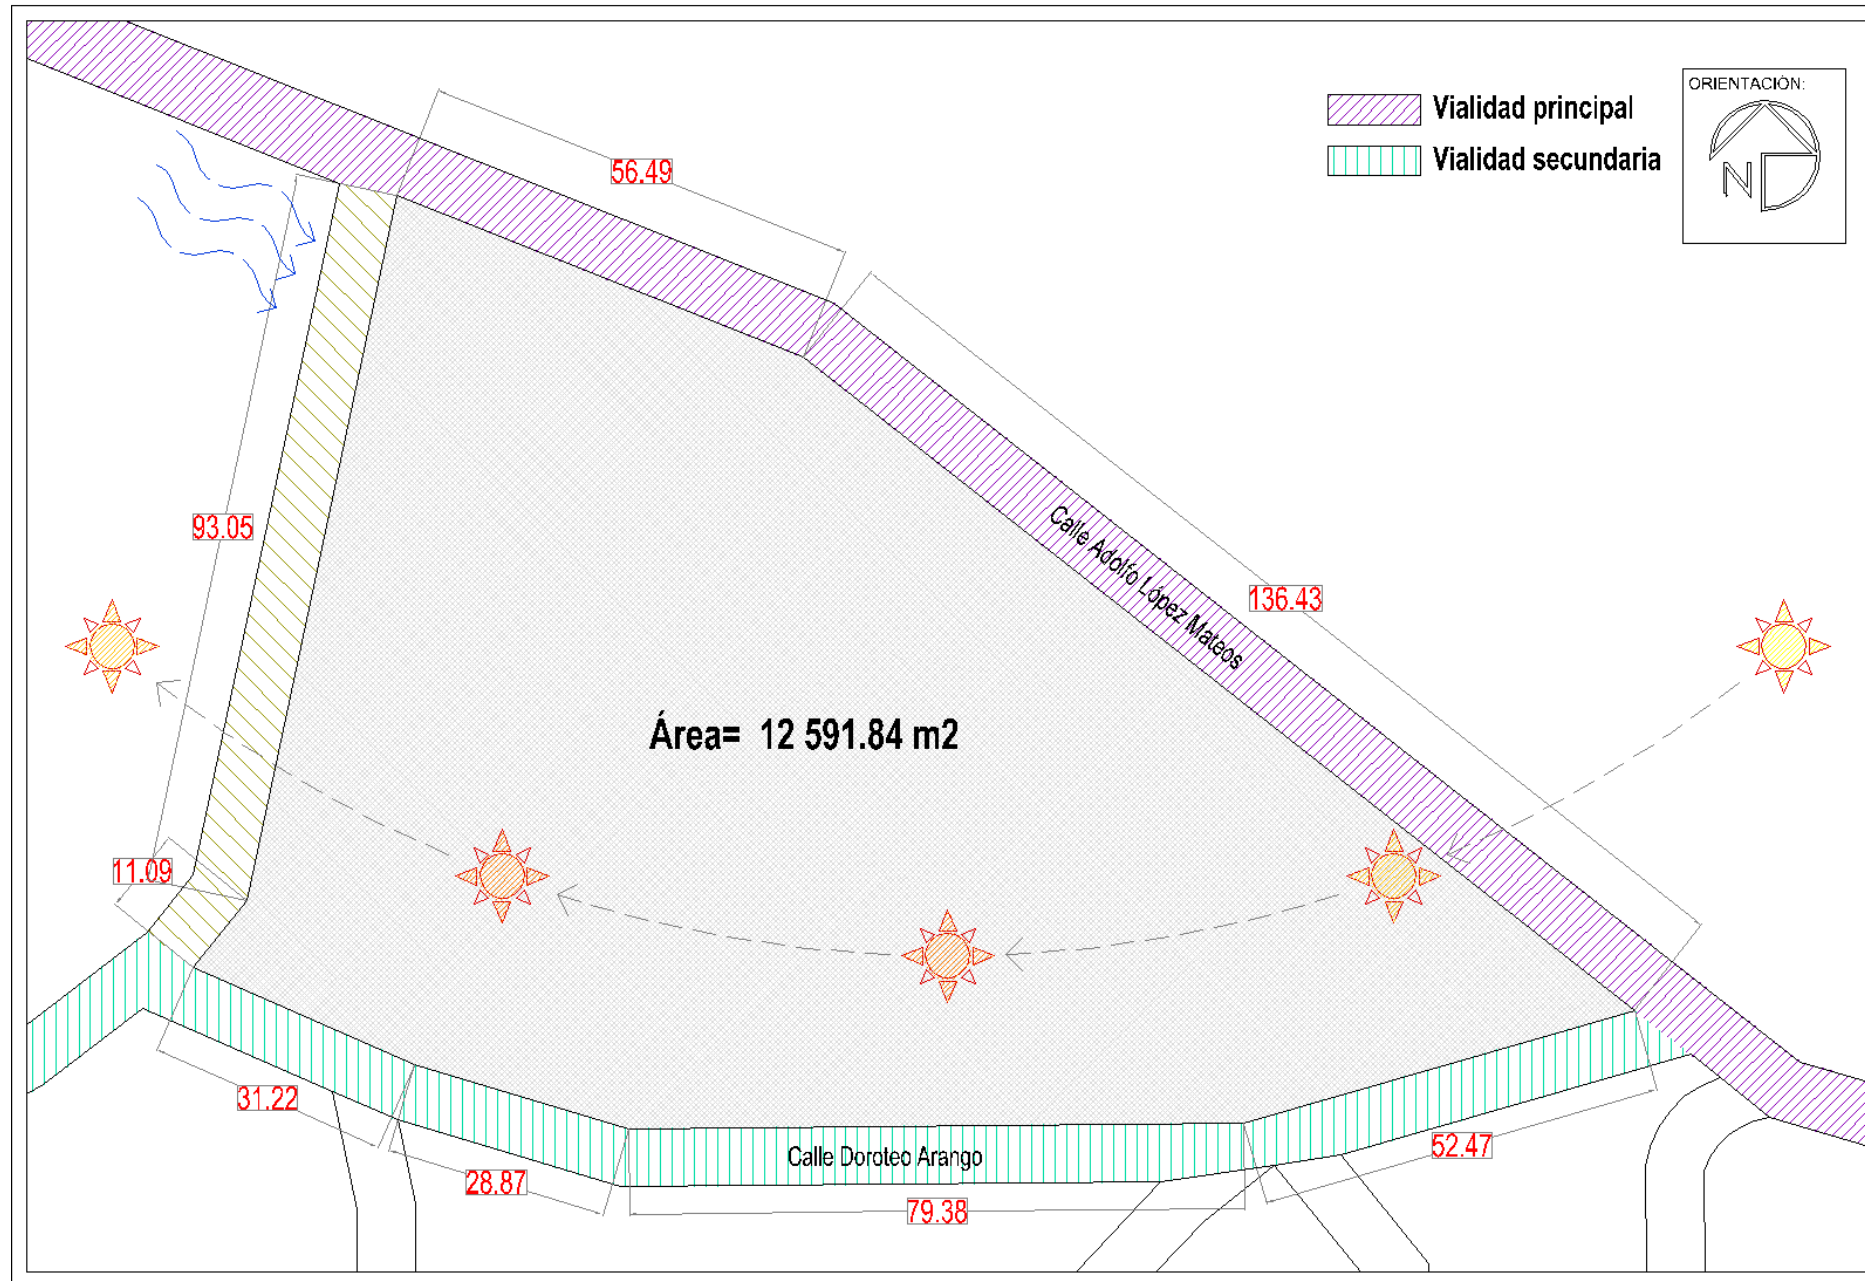 ORIENTACIÓN:
N
Vialidad principal
Vialidad secundaria
56.49
93.05
136.43
Calle Adolfo López Mateos
Área= 12 591.84 m2
11.09
31.22
28.87
Calle Doroteo Arango
79.38
52.47